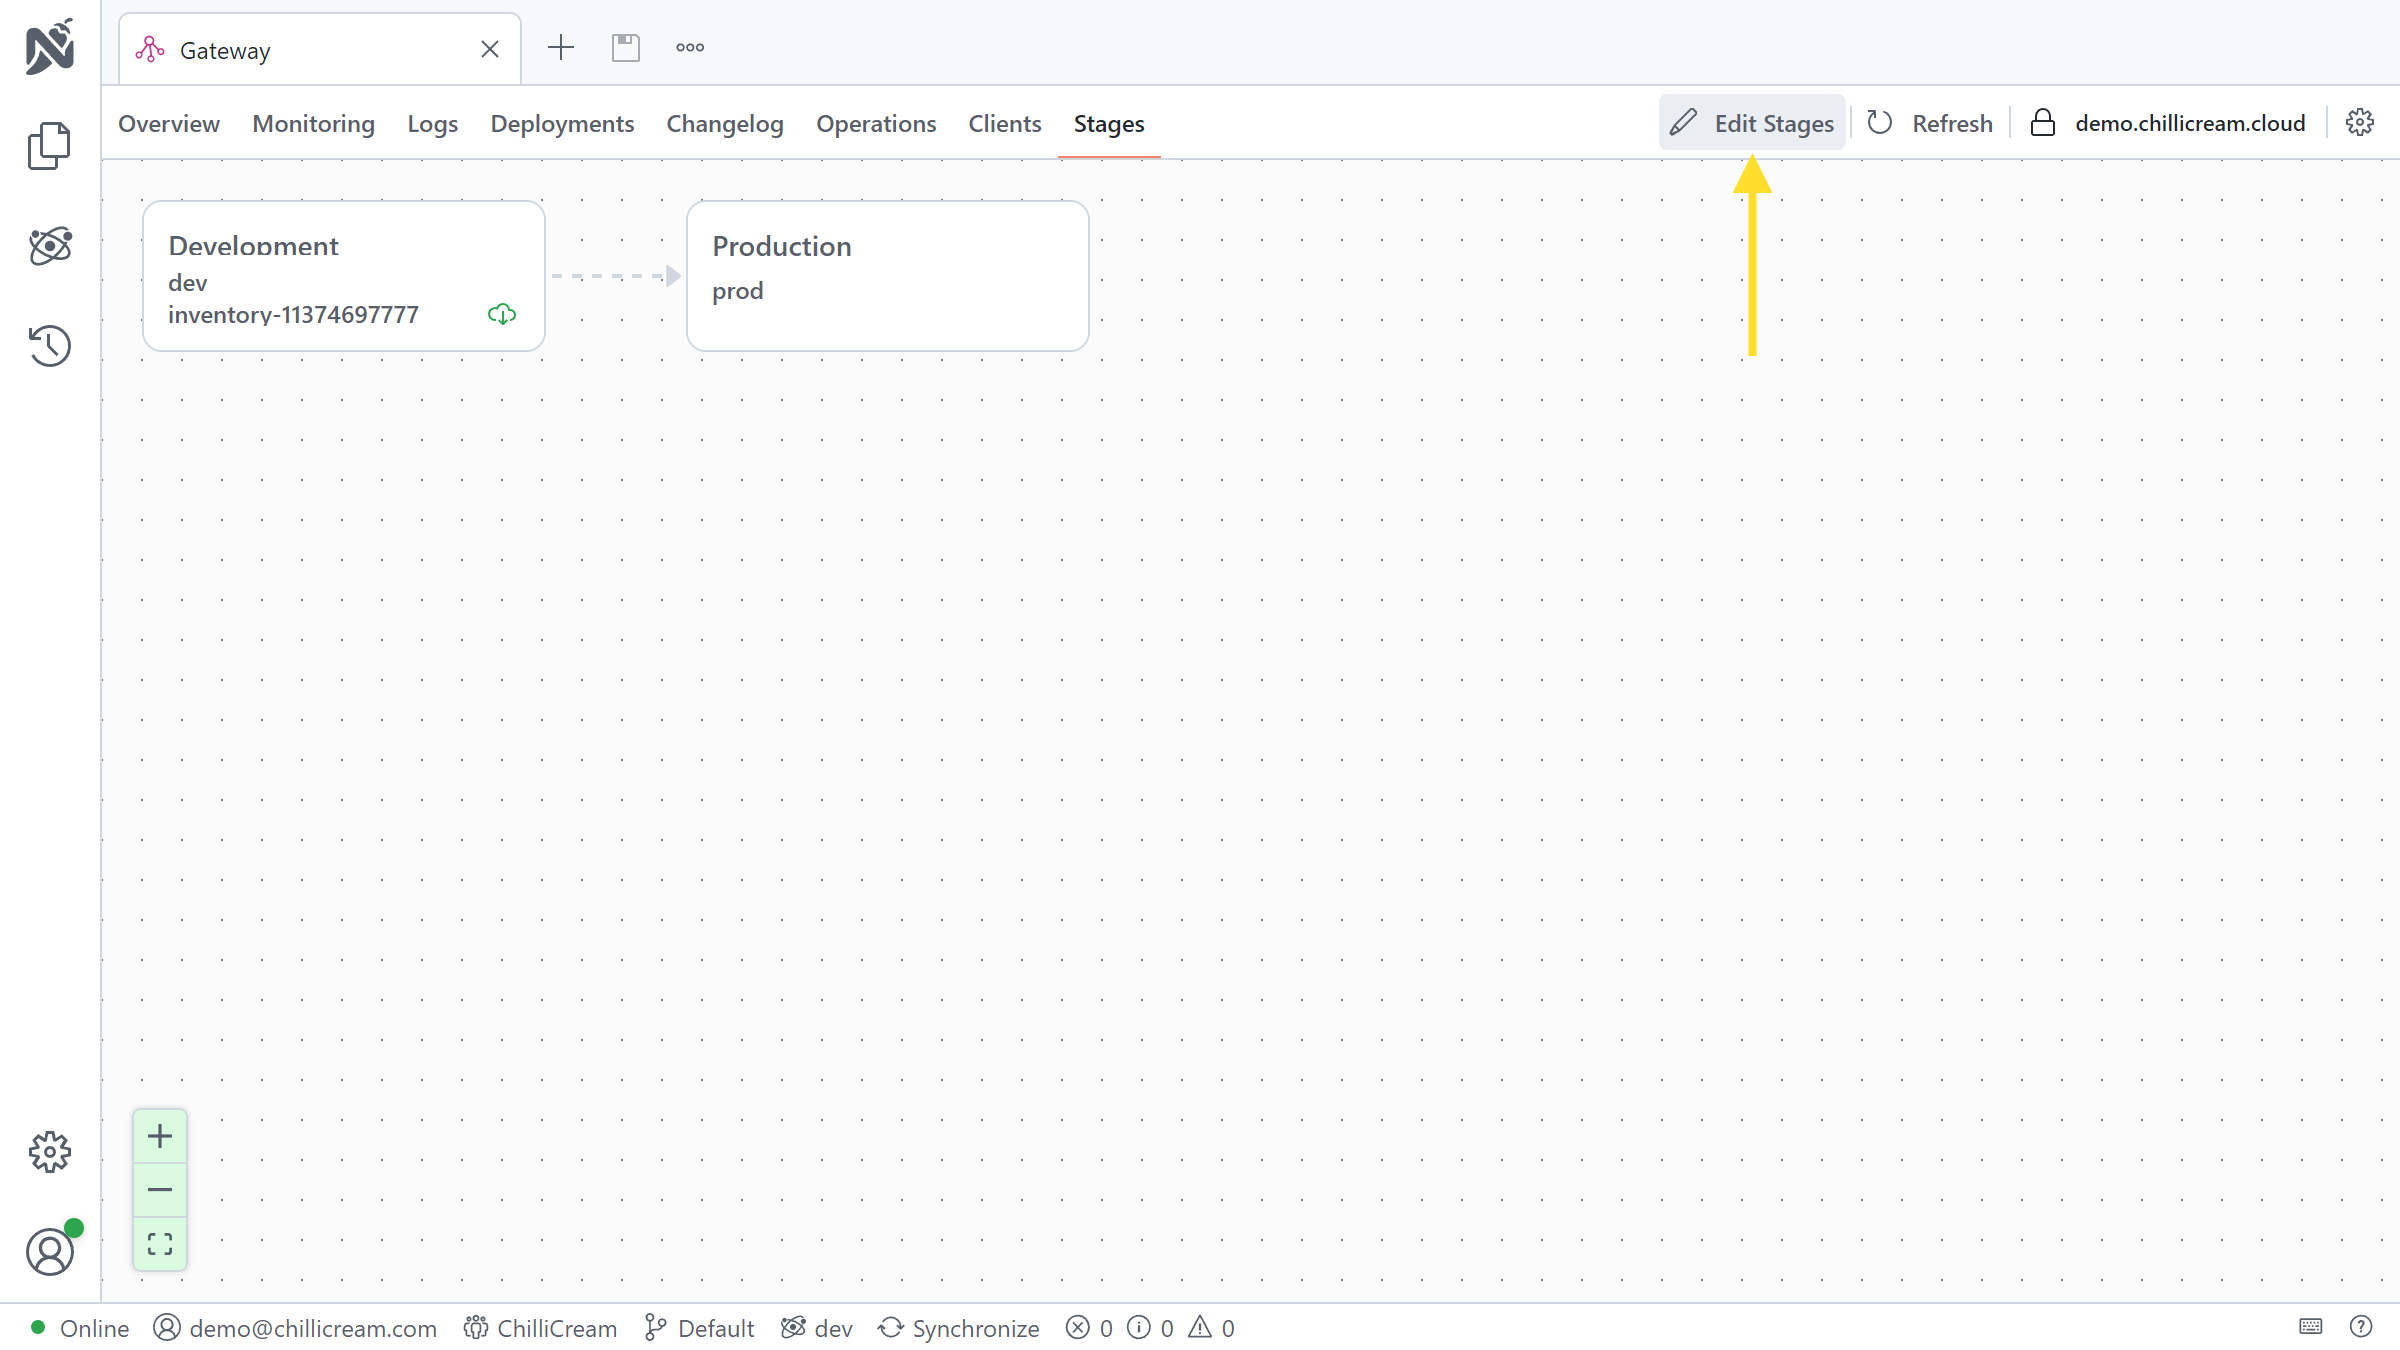 Gateway
Overview Monitoring Logs Deployments Changelog Operations Clients Stages Edit Stages Refresh demo.chillicream.cloud
Development
dev
inventory-11374697777
Production
prod
Online demo@chillicream.com ChilliCream Default dev Synchronize 0 0 0